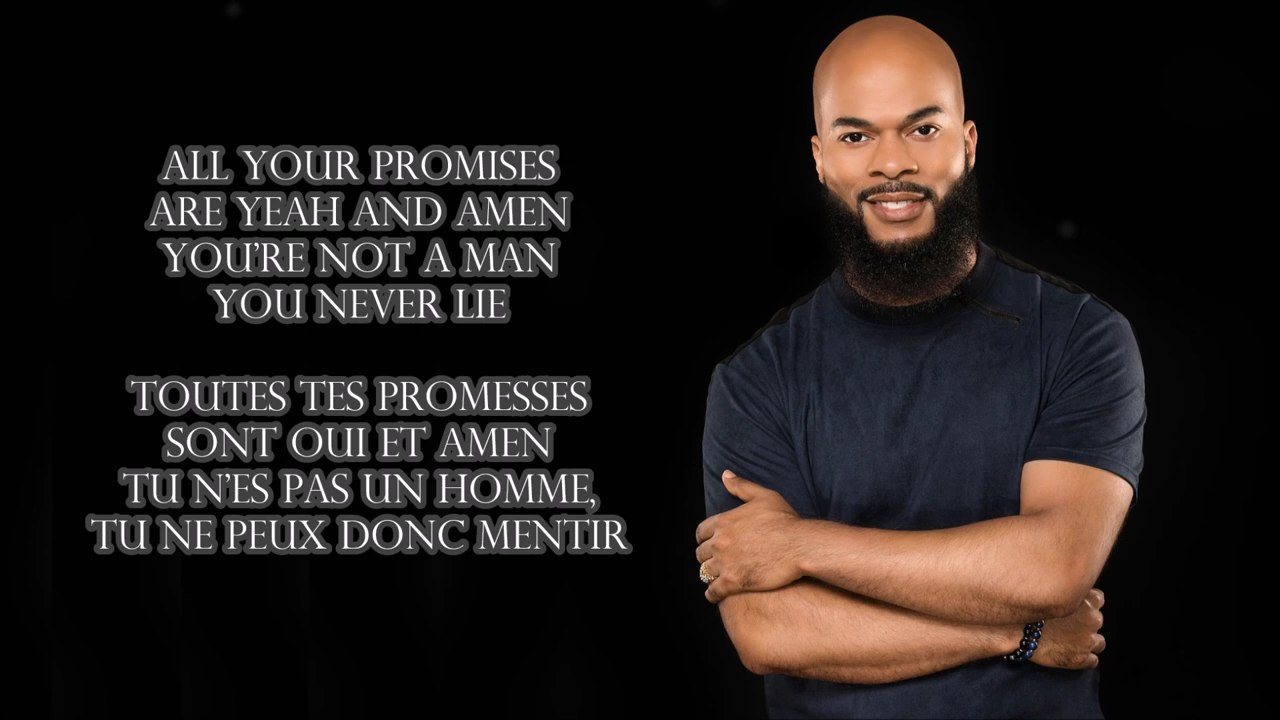 ALL YOUR PROMISES
ARE YEAH AND AMEN
YOU'RE NOT A MAN
YOU NEVER LIE
TOUTES TES PROMESSES
SONT OUI ET AMEN
TU N'ES PAS UN HOMME,
TU NE PEUX DONC MENTIR